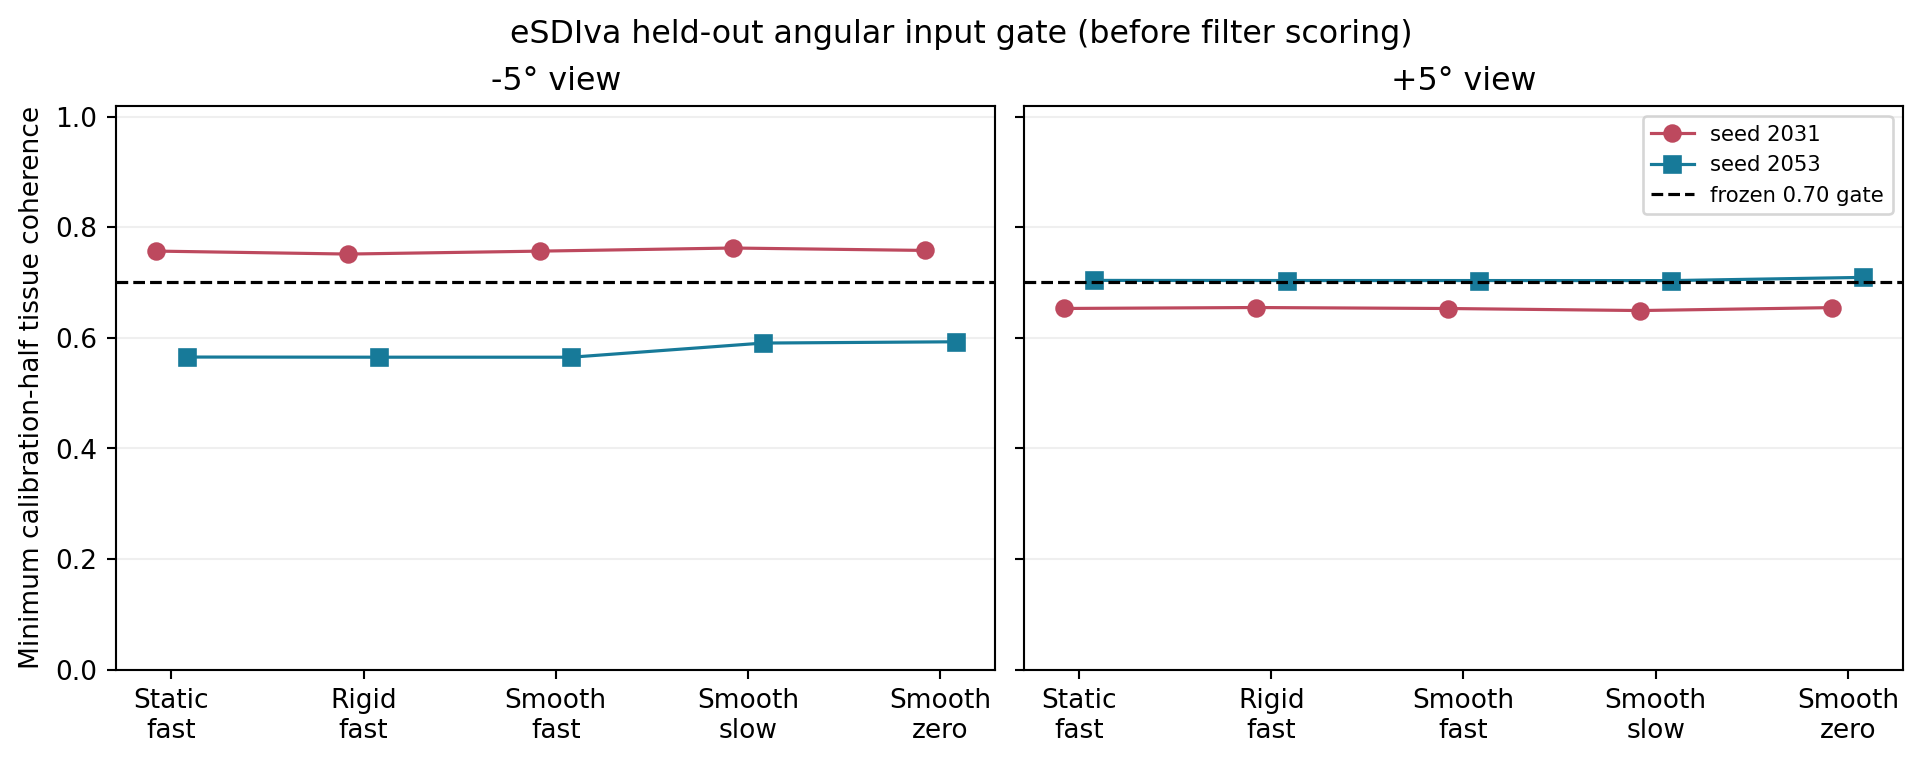 eSDIva held-out angular input gate (before filter scoring)
-5° view
+5° view
Minimum calibration-half tissue coherence
1.0
0.8
0.6
0.4
0.2
0.0
seed 2031
seed 2053
frozen 0.70 gate
Static
fast
Rigid
fast
Smooth
fast
Smooth
slow
Smooth
zero
Static
fast
Rigid
fast
Smooth
fast
Smooth
slow
Smooth
zero